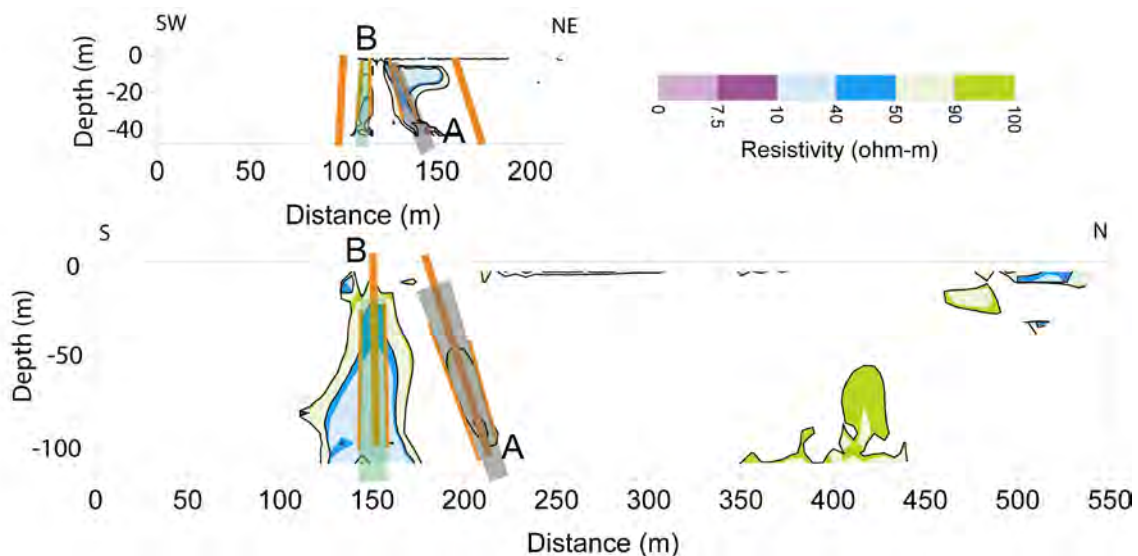 SW
B
NE
Depth (m)
0
-20
-40
A
0 50 100 150 200
Distance (m)
0 7.5 10 40 50 90 100
Resistivity (ohm-m)
S
B
N
Depth (m)
0
-50
-100
A
0 50 100 150 200 250 300 350 400 450 500 550
Distance (m)